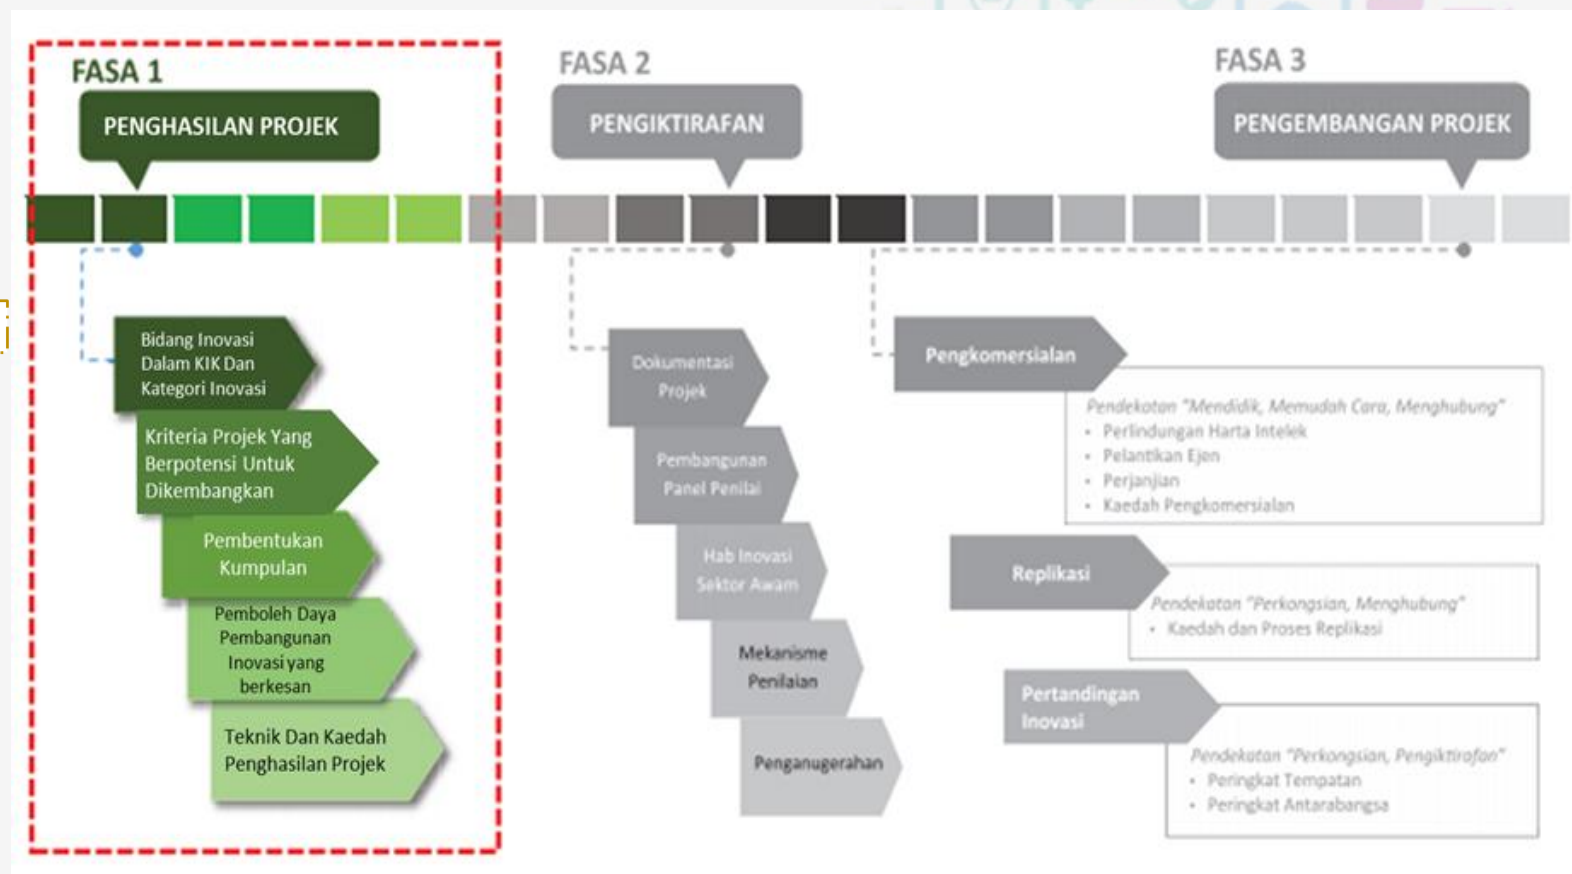 FASA 1
PENGHASILAN PROJEK
Bidang Inovasi
Dalam KIK Dan
Kategori Inovasi
Kriteria Projek Yang
Berpotensi Untuk
Dikembangkan
Pembentukan
Kumpulan
Pemboleh Daya
Pembangunan
Inovasi yang
berkesan
Teknik Dan Kaedah
Penghasilan Projek
FASA 2
PENGIKTIRAFAN
Dokumentasi
Projek
Pembangunan
Panel Penilai
Hab Inovasi
Sektor Awam
Mekanisme
Penilaian
Penganugerahan
FASA 3
PENGEMBANGAN PROJEK
Pengkomersialan
Pendekatan "Mendidik, Memudah Cara, Menghubung"
• Perlindungan Harta Intelek
• Pelantikan Ejen
• Perjanjian
• Kaedah Pengkomersialan
Replikasi
Pendekatan "Perkongsian, Menghubung"
• Kaedah dan Proses Replikasi
Pertandingan
Inovasi
Pendekatan "Perkongsian, Pengiktirafan"
• Peringkat Tempatan
• Peringkat Antarabangsa